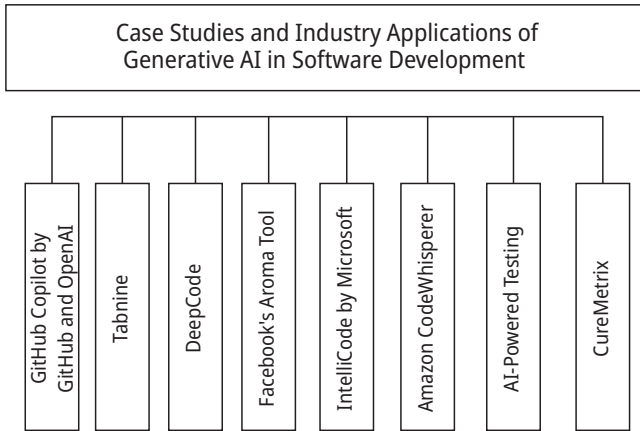 Case Studies and Industry Applications of
Generative AI in Software Development
GitHub Copilot by
GitHub and OpenAI
Tabnine
DeepCode
Facebook's Aroma Tool
IntelliCode by Microsoft
Amazon CodeWhisperer
AI-Powered Testing
CureMetrix